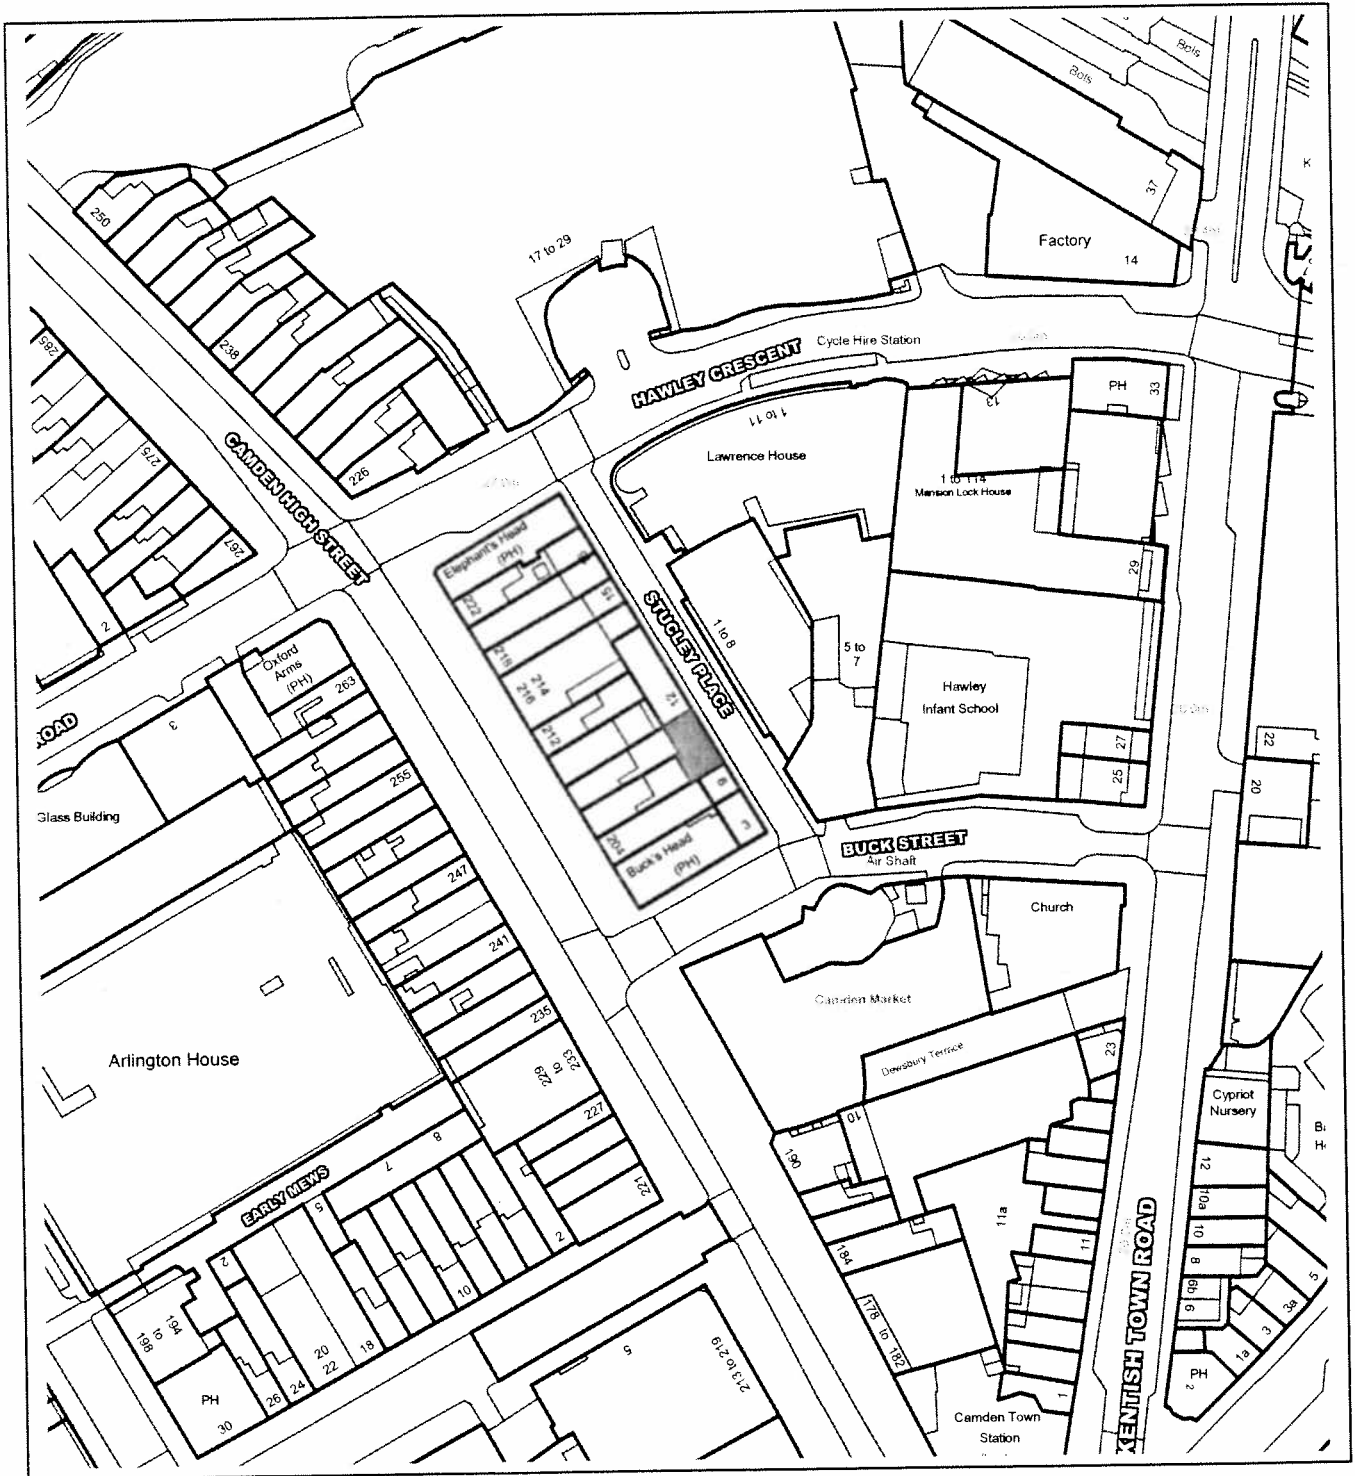 Bols
Bols
37
K
250
17 to 29
Factory
14
238
285
HAWLEY CRESCENT
Cycle Hire Station
PH
33
13
1 to 11
Lawrence House
226
275
CAMDEN HIGH STREET
1 to 114
Mansion Lock House
267
Elephant's Head
(PH)
222
15
29
2
218
STUCLEY PLACE
1 to 8
5 to
7
Oxford
Arms
(PH)
263
214
216
12
Hawley
Infant School
212
ROAD
3
27
25
22
20
255
Glass Building
204
Buck's Head
(PH)
3
BUCK STREET
Air Shaft
247
Church
241
Camden Market
235
Arlington House
229
to
233
Dewsbury Terrace
23
227
10
Cypriot
Nursery
8
7
190
12
10a
10
8
6b
6
221
EARLY MEWS
5
11a
11
KENTISH TOWN ROAD
2
2
184
10
5
3a
3
1a
198
to
194
20
22
18
24
26
178
to
182
PH
30
5
213 to 219
PH
2
1
Camden Town
Station